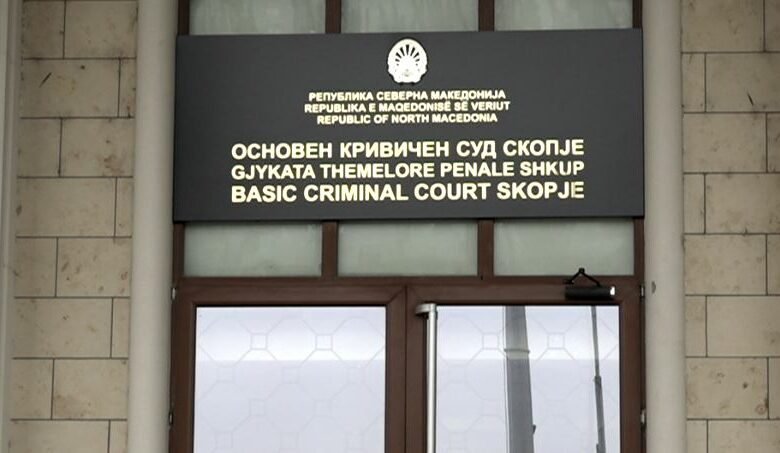 РЕПУБЛИКА СЕВЕРНА МАКЕДОНИЈА
REPUBLIKA E MAQEDONISË SË VERIUT
REPUBLIC OF NORTH MACEDONIA
ОСНОВЕН КРИВИЧЕН СУД СКОПЈЕ
GJYKATA THEMELORE PENALE SHKUP
BASIC CRIMINAL COURT SKOPJE